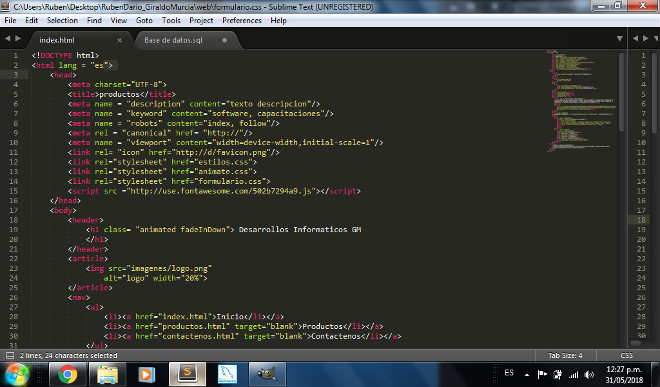 C:\Users\Ruben\Desktop\RubenDario_GiraldoMurcia\web\formulario.css - Sublime Text (UNREGISTERED)
File Edit Selection Find View Goto Tools Project Preferences Help
index.html × Base de datos.sql
1 <!DOCTYPE html>
2 <html lang = "es">
3 <head>
4 <meta charset="UTF-8">
5 <title>productos</title>
6 <meta name = "description" content="texto descripcion"/>
7 <meta name = "keyword" content="software, capacitaciones"/>
8 <meta name = "robots" content="index, follow"/>
9 <meta rel = "canonical" href= "http://"/>
10 <meta name = "viewport" content="width=device-width,initial-scale=1"/>
11 <link rel= "icon" href="http://d/favicon.png"/>
12 <link rel="stylesheet" href="estilos.css">
13 <link rel="stylesheet" href="animate.css">
14 <link rel="stylesheet" href="formulario.css">
15 <script src ="http://use.fontawesome.com/502b7294a9.js"></script>
16 </head>
17 <body>
18 <header>
19 <h1 class= "animated fadeInDown"> Desarrollos Informaticos GM
20 </h1>
21 </header>
22 <article>
23 <img src="imagenes/logo.png"
24 alt="logo" width="20%">
25 </article>
26 <nav>
27 <ul>
28 <li><a href="index.html">Inicio</li></a>
29 <li><a href="productos.html" target="blank">Productos</li></a>
30 <li><a href="contactenos.html" target="blank">Contactenos</li></a>
31 </ul>
2 lines, 24 characters selected Tab Size: 4 CSS
ES 12:27 p.m.
31/05/2018